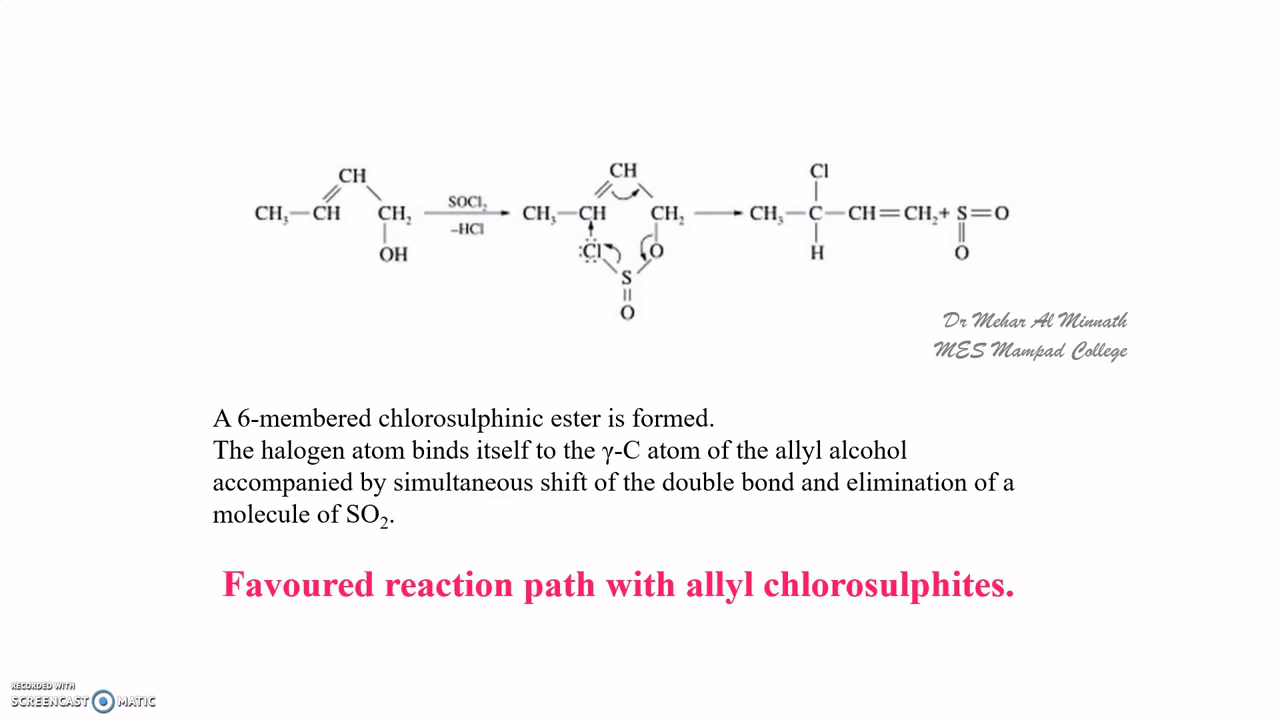 CH CH CH Cl
CH₃—CH CH₂ SOCl₂ –HCl CH₃—CH CH₂ CH₃—C—CH=CH₂+ S=O
OH :Cl O H O
S
O
Dr Mehar Al Minnath
MES Mampad College
A 6-membered chlorosulphinic ester is formed.
The halogen atom binds itself to the γ-C atom of the allyl alcohol
accompanied by simultaneous shift of the double bond and elimination of a
molecule of SO₂.
Favoured reaction path with allyl chlorosulphites.
RECORDED WITH
SCREENCAST MATIC